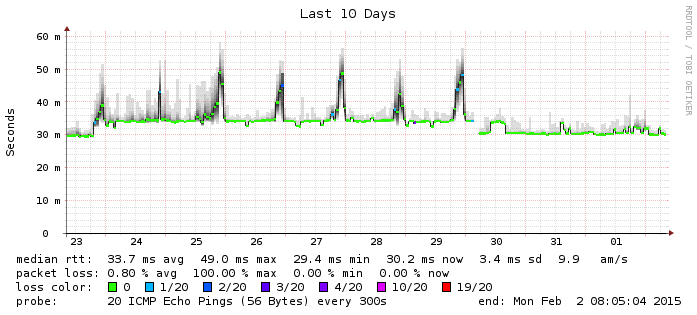 Last 10 Days
RRDTOOL / TOBI OETIKER
Seconds
60 m
50 m
40 m
30 m
20 m
10 m
0
23 24 25 26 27 28 29 30 31 01
median rtt: 33.7 ms avg 49.0 ms max 29.4 ms min 30.2 ms now 3.4 ms sd 9.9 am/s
packet loss: 0.80 % avg 100.00 % max 0.00 % min 0.00 % now
loss color: 0 1/20 2/20 3/20 4/20 10/20 19/20
probe: 20 ICMP Echo Pings (56 Bytes) every 300s end: Mon Feb 2 08:05:04 2015